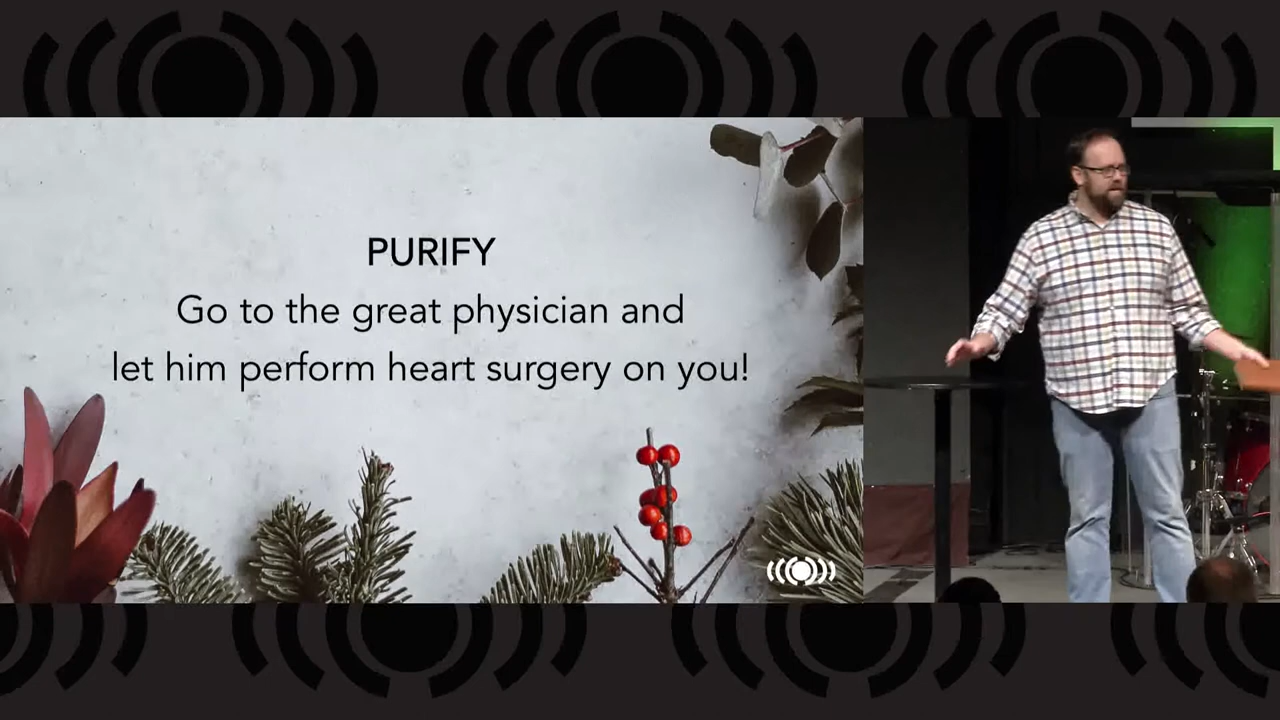 PURIFY
Go to the great physician and
let him perform heart surgery on you!